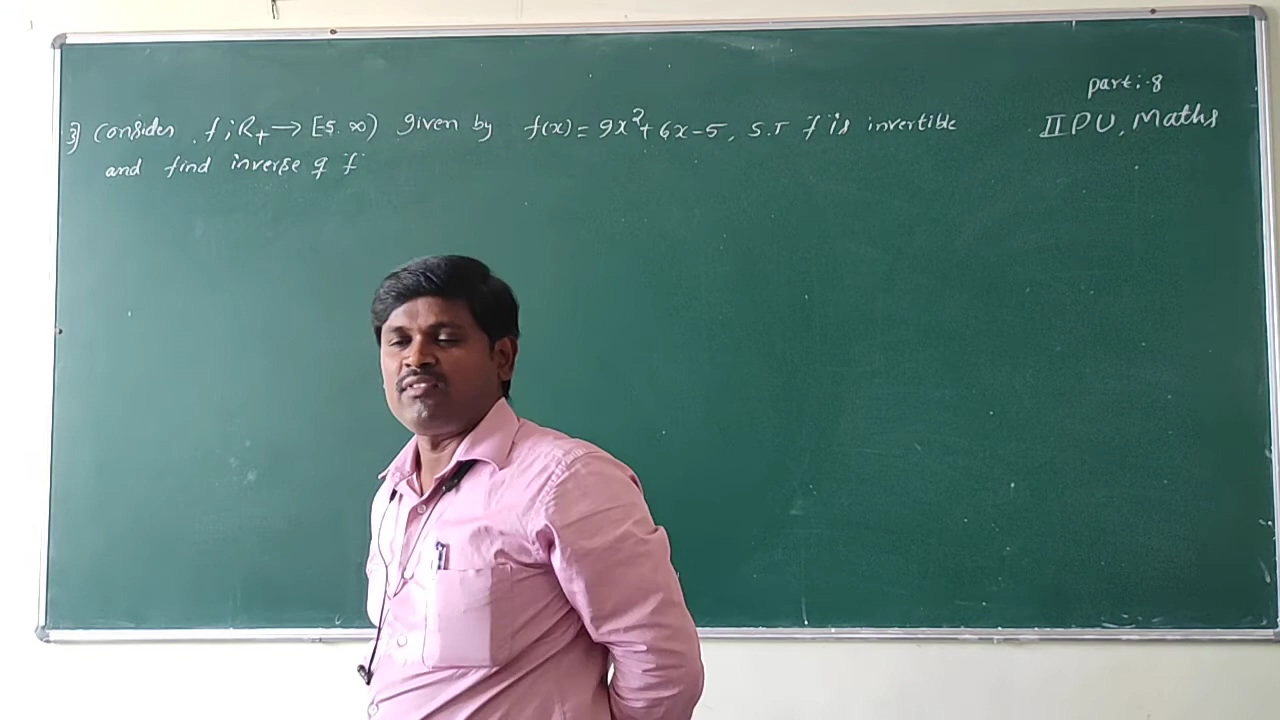 part:-8
II PU, Maths
3] Consider f: R₊ → [-5, ∞) given by f(x) = 9x² + 6x - 5, S.T f is invertible
and find inverse of f